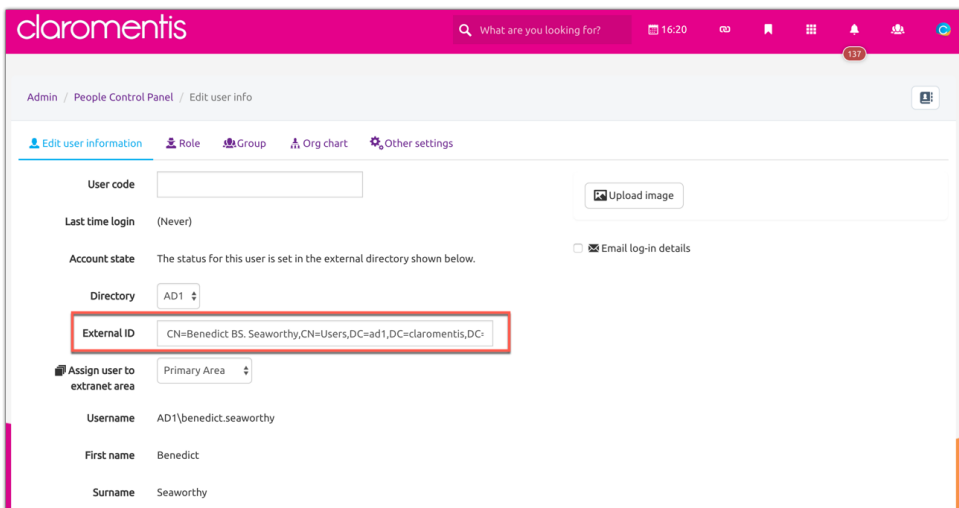 claromentis
What are you looking for?
16:20
137
Admin / People Control Panel / Edit user info
Edit user information Role Group Org chart Other settings
User code
Upload image
Last time login (Never)
Email log-in details
Account state The status for this user is set in the external directory shown below.
Directory AD1
External ID CN=Benedict BS. Seaworthy,CN=Users,DC=ad1,DC=claromentis,DC=
Assign user to
extranet area
Primary Area
Username AD1\benedict.seaworthy
First name Benedict
Surname Seaworthy